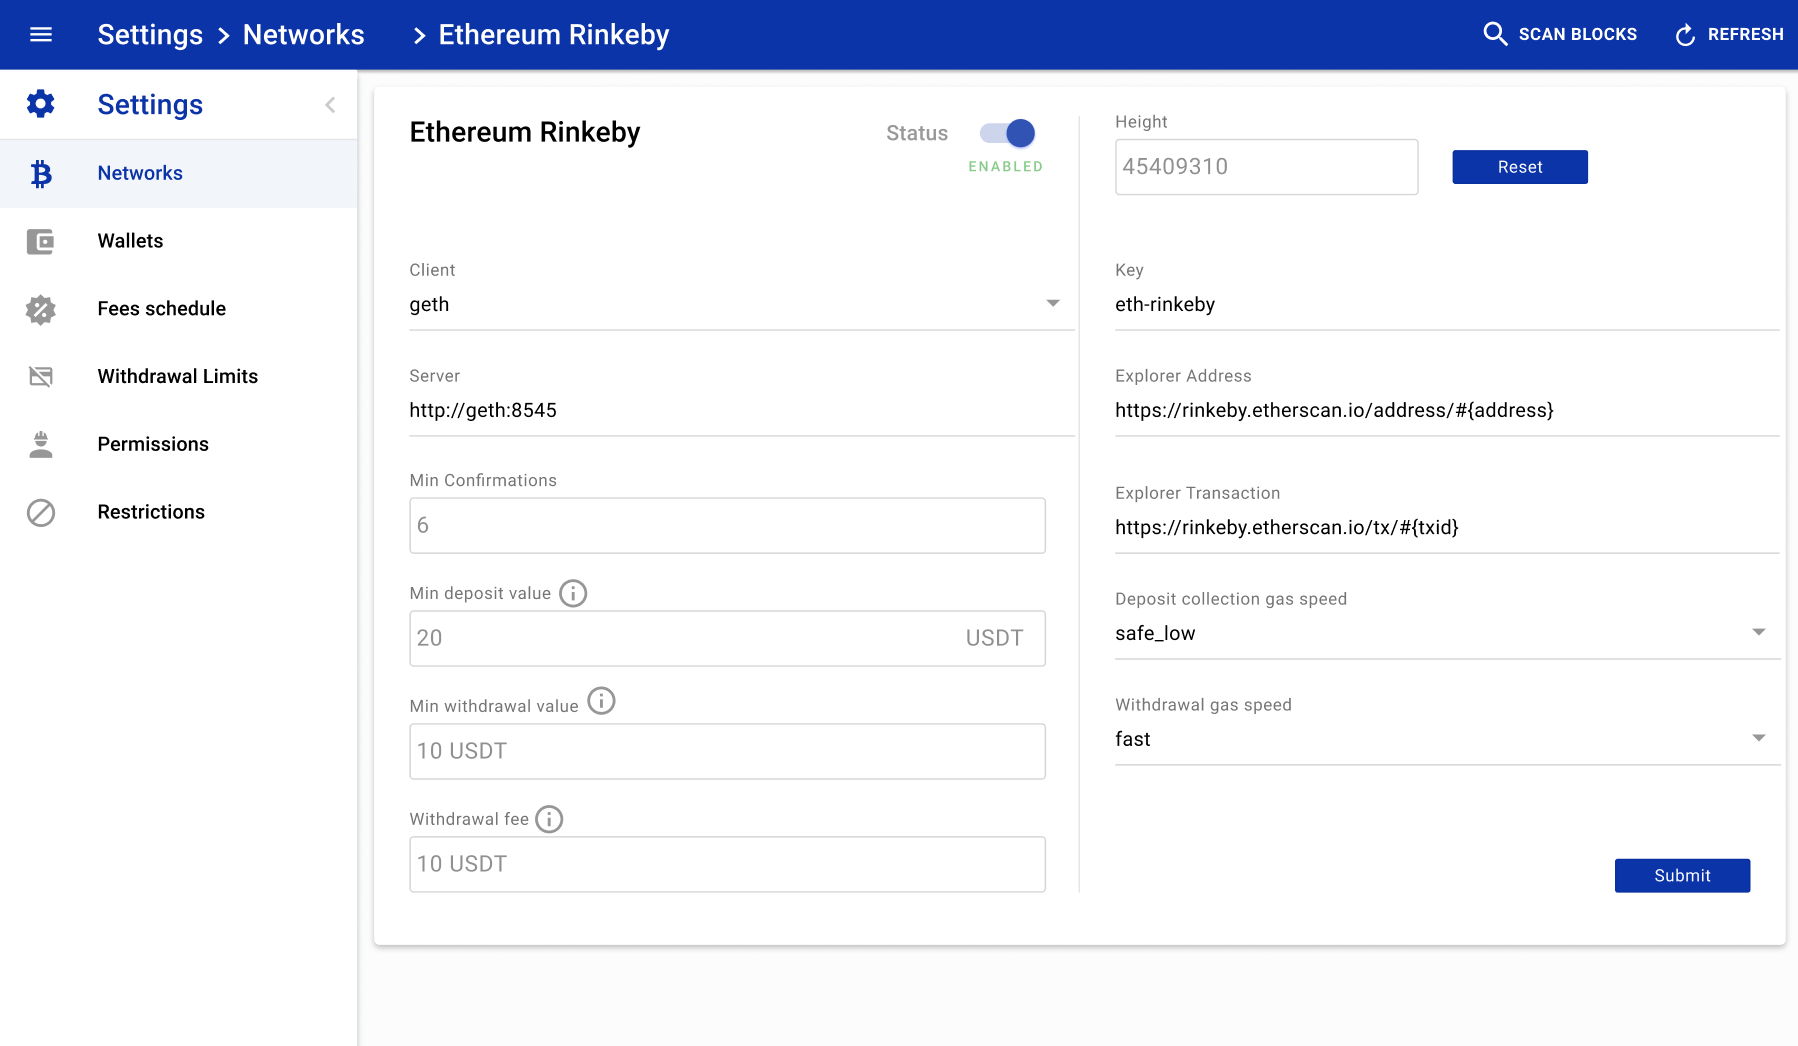 Settings > Networks > Ethereum Rinkeby
SCAN BLOCKS
REFRESH
Settings
Networks
Wallets
Fees schedule
Withdrawal Limits
Permissions
Restrictions
Ethereum Rinkeby
Status
ENABLED
Client
geth
Server
http://geth:8545
Min Confirmations
6
Min deposit value
20 USDT
Min withdrawal value
10 USDT
Withdrawal fee
10 USDT
Height
45409310
Reset
Key
eth-rinkeby
Explorer Address
https://rinkeby.etherscan.io/address/#{address}
Explorer Transaction
https://rinkeby.etherscan.io/tx/#{txid}
Deposit collection gas speed
safe_low
Withdrawal gas speed
fast
Submit